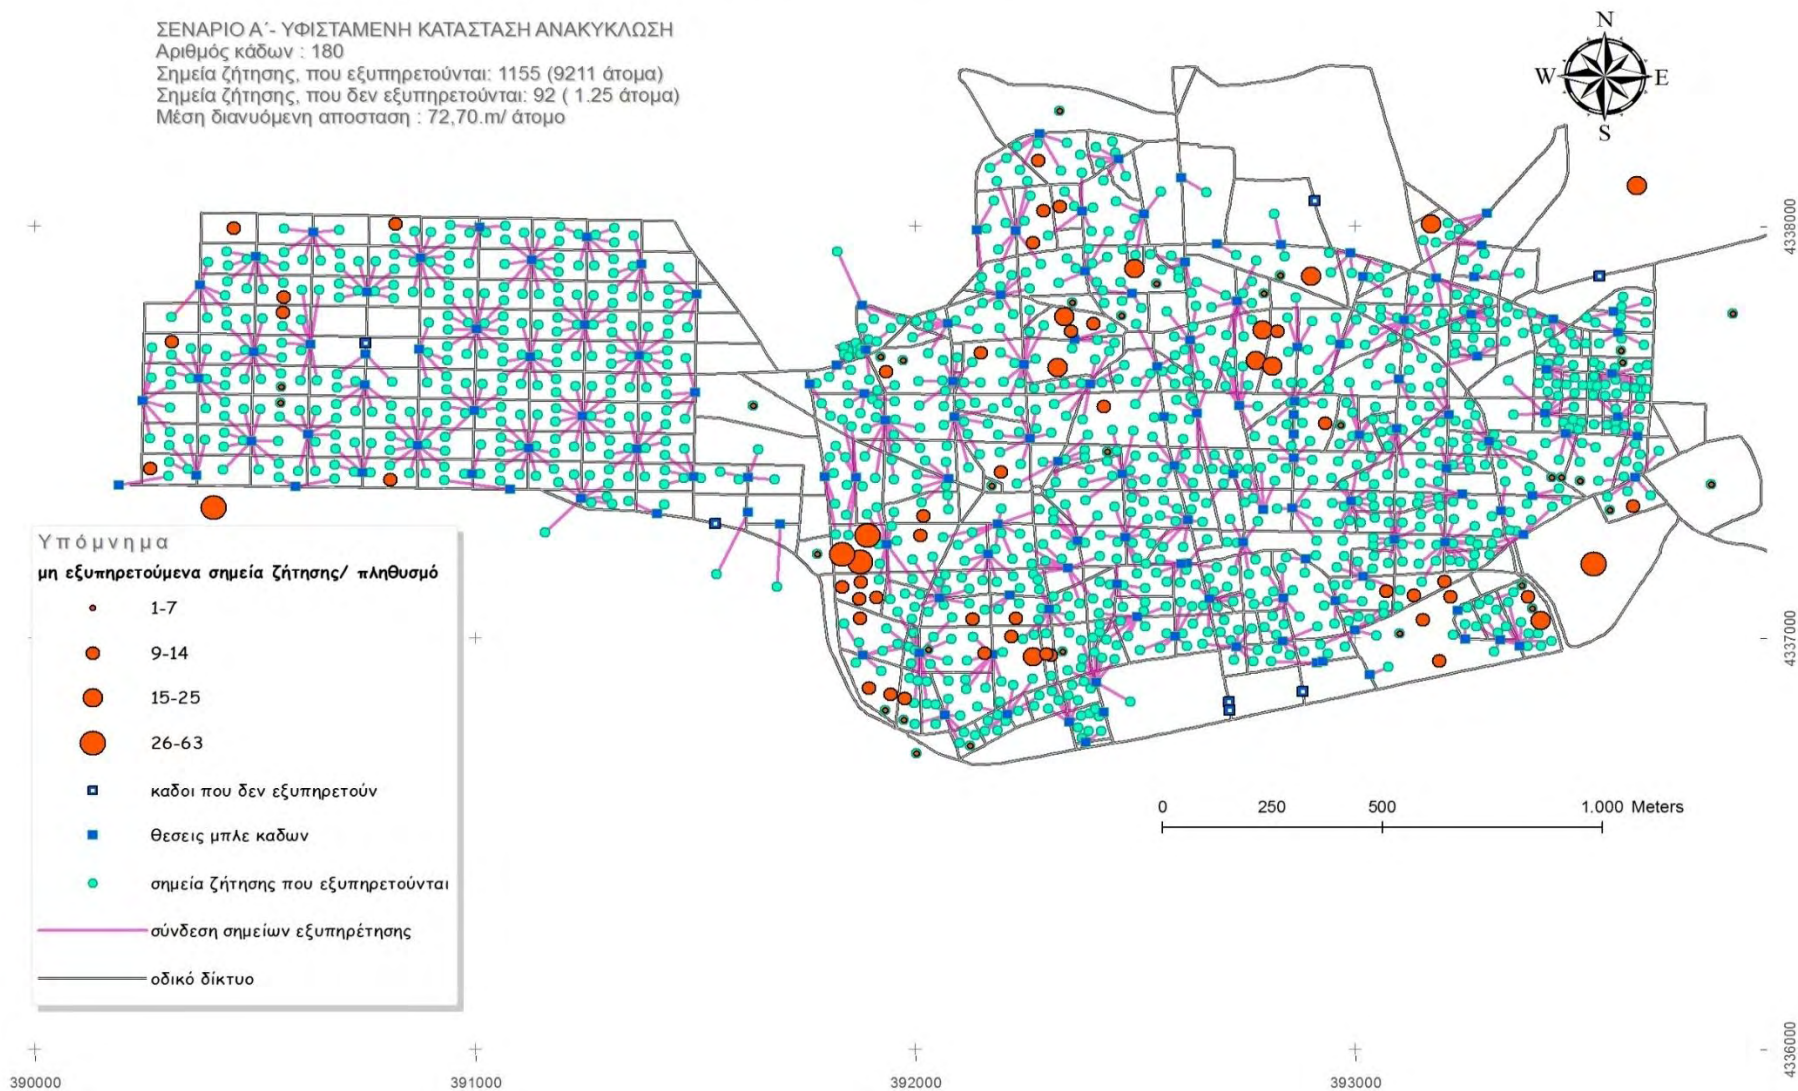 ΣΕΝΑΡΙΟ Α΄- ΥΦΙΣΤΑΜΕΝΗ ΚΑΤΑΣΤΑΣΗ ΑΝΑΚΥΚΛΩΣΗ
Αριθμός κάδων : 180
Σημεία ζήτησης, που εξυπηρετούνται: 1155 (9211 άτομα)
Σημεία ζήτησης, που δεν εξυπηρετούνται: 92 ( 1.25 άτομα)
Μέση διανυόμενη αποσταση : 72,70.m/ άτομο
N
W E
S
4338000
4337000
4336000
Υπόμνημα
μη εξυπηρετούμενα σημεία ζήτησης/ πληθυσμό
1-7
9-14
15-25
26-63
καδοι που δεν εξυπηρετούν
θεσεις μπλε καδων
σημεία ζήτησης που εξυπηρετούνται
σύνδεση σημείων εξυπηρέτησης
οδικό δίκτυο
0 250 500 1.000 Meters
390000 391000 392000 393000